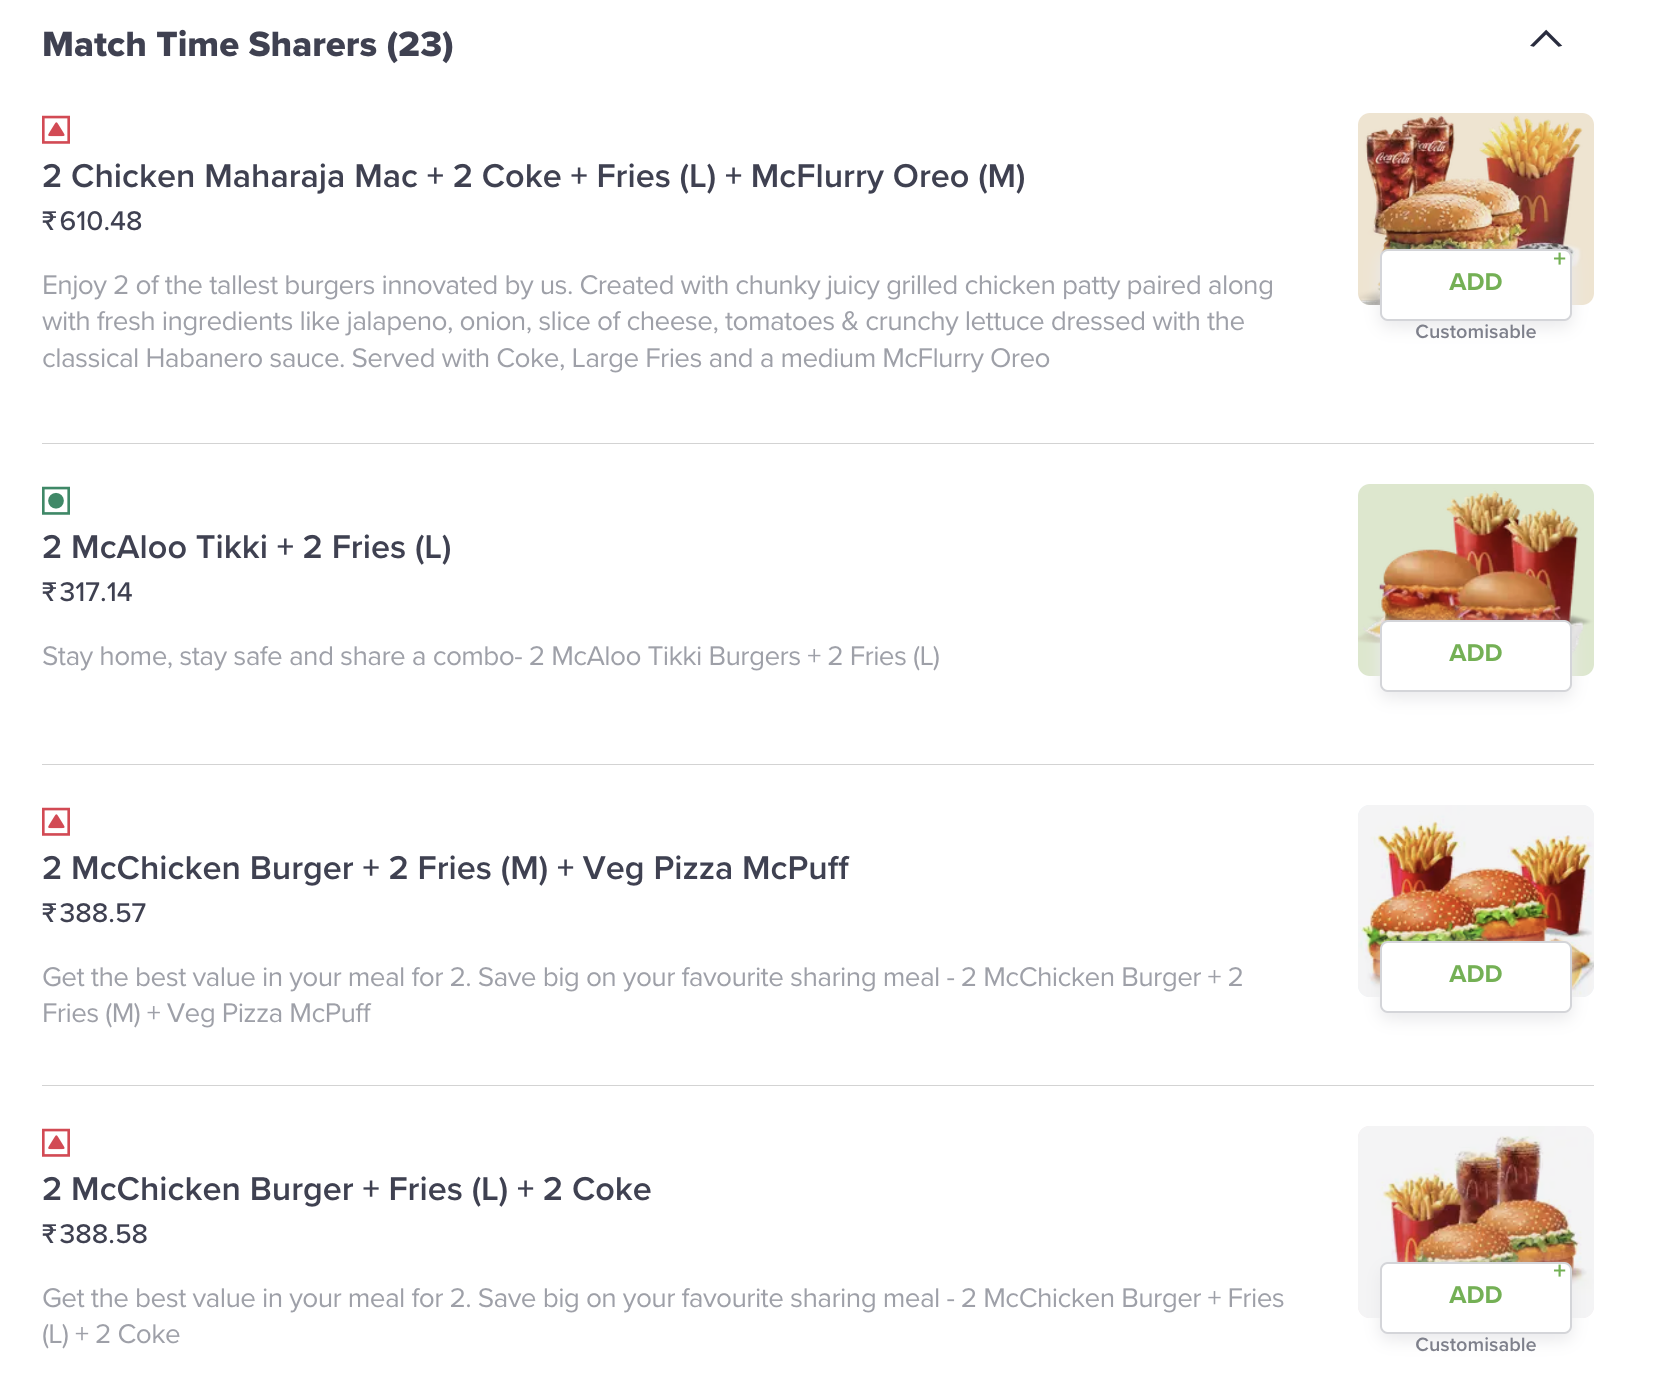 Match Time Sharers (23)
2 Chicken Maharaja Mac + 2 Coke + Fries (L) + McFlurry Oreo (M)
₹610.48
Enjoy 2 of the tallest burgers innovated by us. Created with chunky juicy grilled chicken patty paired along
with fresh ingredients like jalapeno, onion, slice of cheese, tomatoes & crunchy lettuce dressed with the
classical Habanero sauce. Served with Coke, Large Fries and a medium McFlurry Oreo
Coca-Cola
Coca-Cola
ADD
+
Customisable
2 McAloo Tikki + 2 Fries (L)
₹317.14
Stay home, stay safe and share a combo- 2 McAloo Tikki Burgers + 2 Fries (L)
ADD
2 McChicken Burger + 2 Fries (M) + Veg Pizza McPuff
₹388.57
Get the best value in your meal for 2. Save big on your favourite sharing meal - 2 McChicken Burger + 2
Fries (M) + Veg Pizza McPuff
ADD
2 McChicken Burger + Fries (L) + 2 Coke
₹388.58
Get the best value in your meal for 2. Save big on your favourite sharing meal - 2 McChicken Burger + Fries
(L) + 2 Coke
ADD
+
Customisable